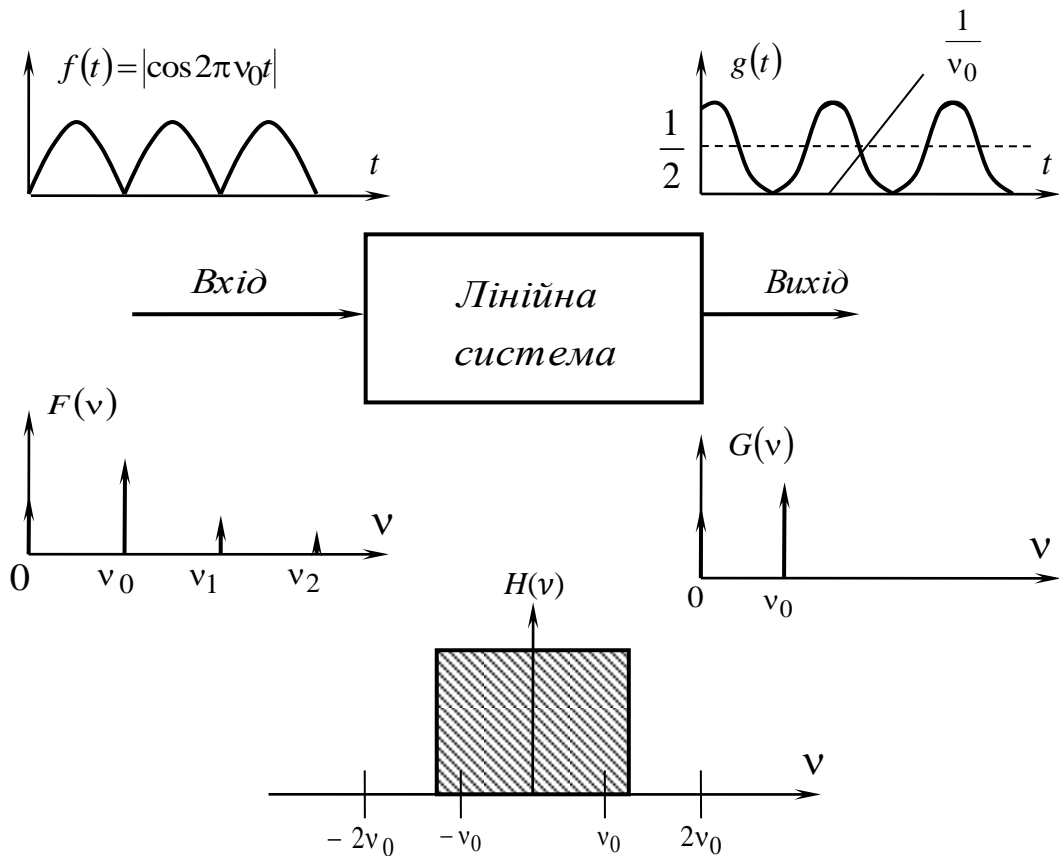 f(t) = |cos 2πν₀t|
t
g(t)
1/ν₀
1/2
t
Вхід
Лінійна
система
Вихід
F(ν)
ν
0 ν₀ ν₁ ν₂
G(ν)
ν
0 ν₀
H(ν)
ν
− 2ν₀ −ν₀ ν₀ 2ν₀